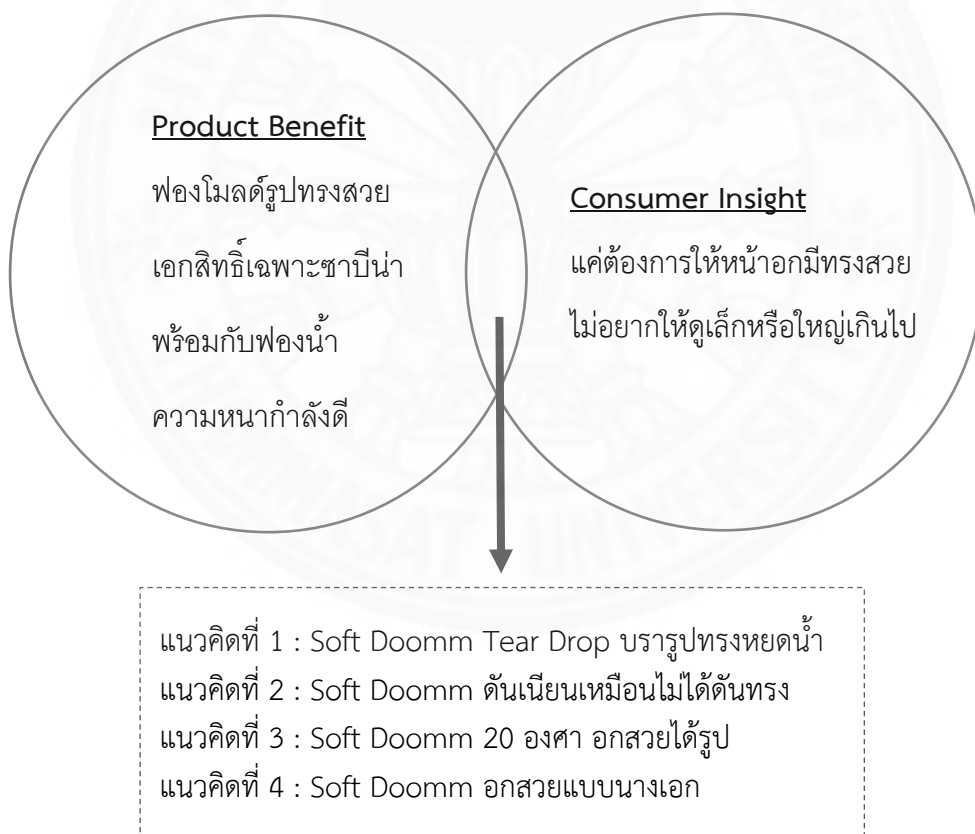 Product Benefit
ฟองโมลด์รูปทรงสวย
เอกสิทธิ์เฉพาะซาบีน่า
พร้อมกับฟองน้ำ
ความหนากำลังดี
Consumer Insight
แค่ต้องการให้หน้าอกมีทรงสวย
ไม่อยากให้ดูเล็กหรือใหญ่เกินไป
แนวคิดที่ 1 : Soft Doomm Tear Drop บรารูปทรงหยดน้ำ
แนวคิดที่ 2 : Soft Doomm ดันเนียนเหมือนไม่ได้ดันทรง
แนวคิดที่ 3 : Soft Doomm 20 องศา อกสวยได้รูป
แนวคิดที่ 4 : Soft Doomm อกสวยแบบนางเอก